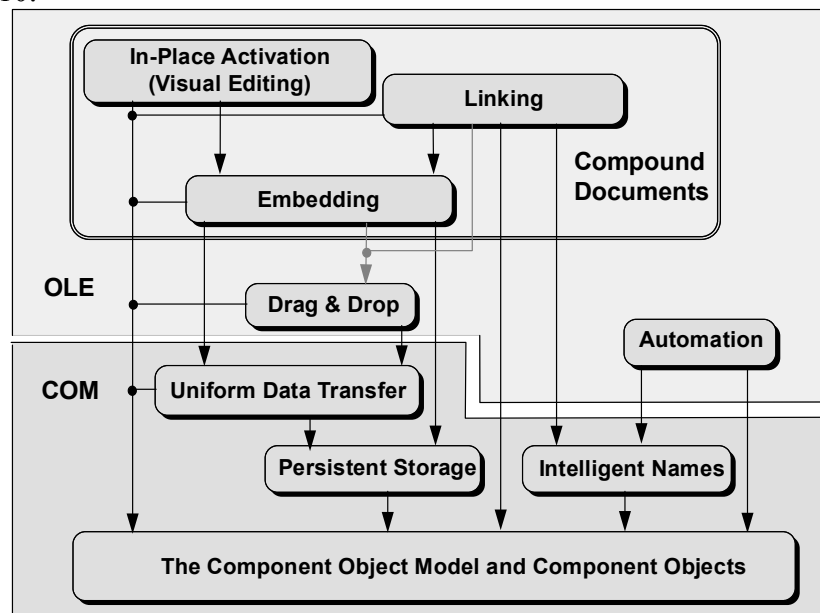 In-Place Activation
(Visual Editing)
Linking
Compound
Documents
Embedding
OLE
Drag & Drop
Automation
COM
Uniform Data Transfer
Persistent Storage
Intelligent Names
The Component Object Model and Component Objects